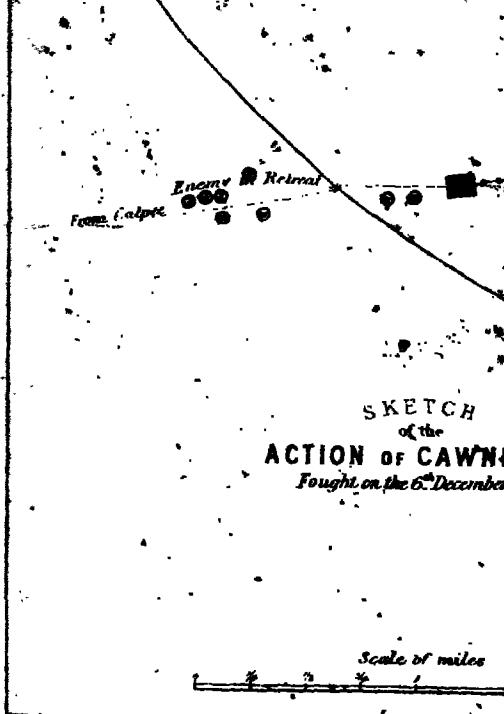 Enemy Retreat
From Calpee
SKETCH
of the
ACTION OF CAWN
Fought on the 6th December
Scale of miles